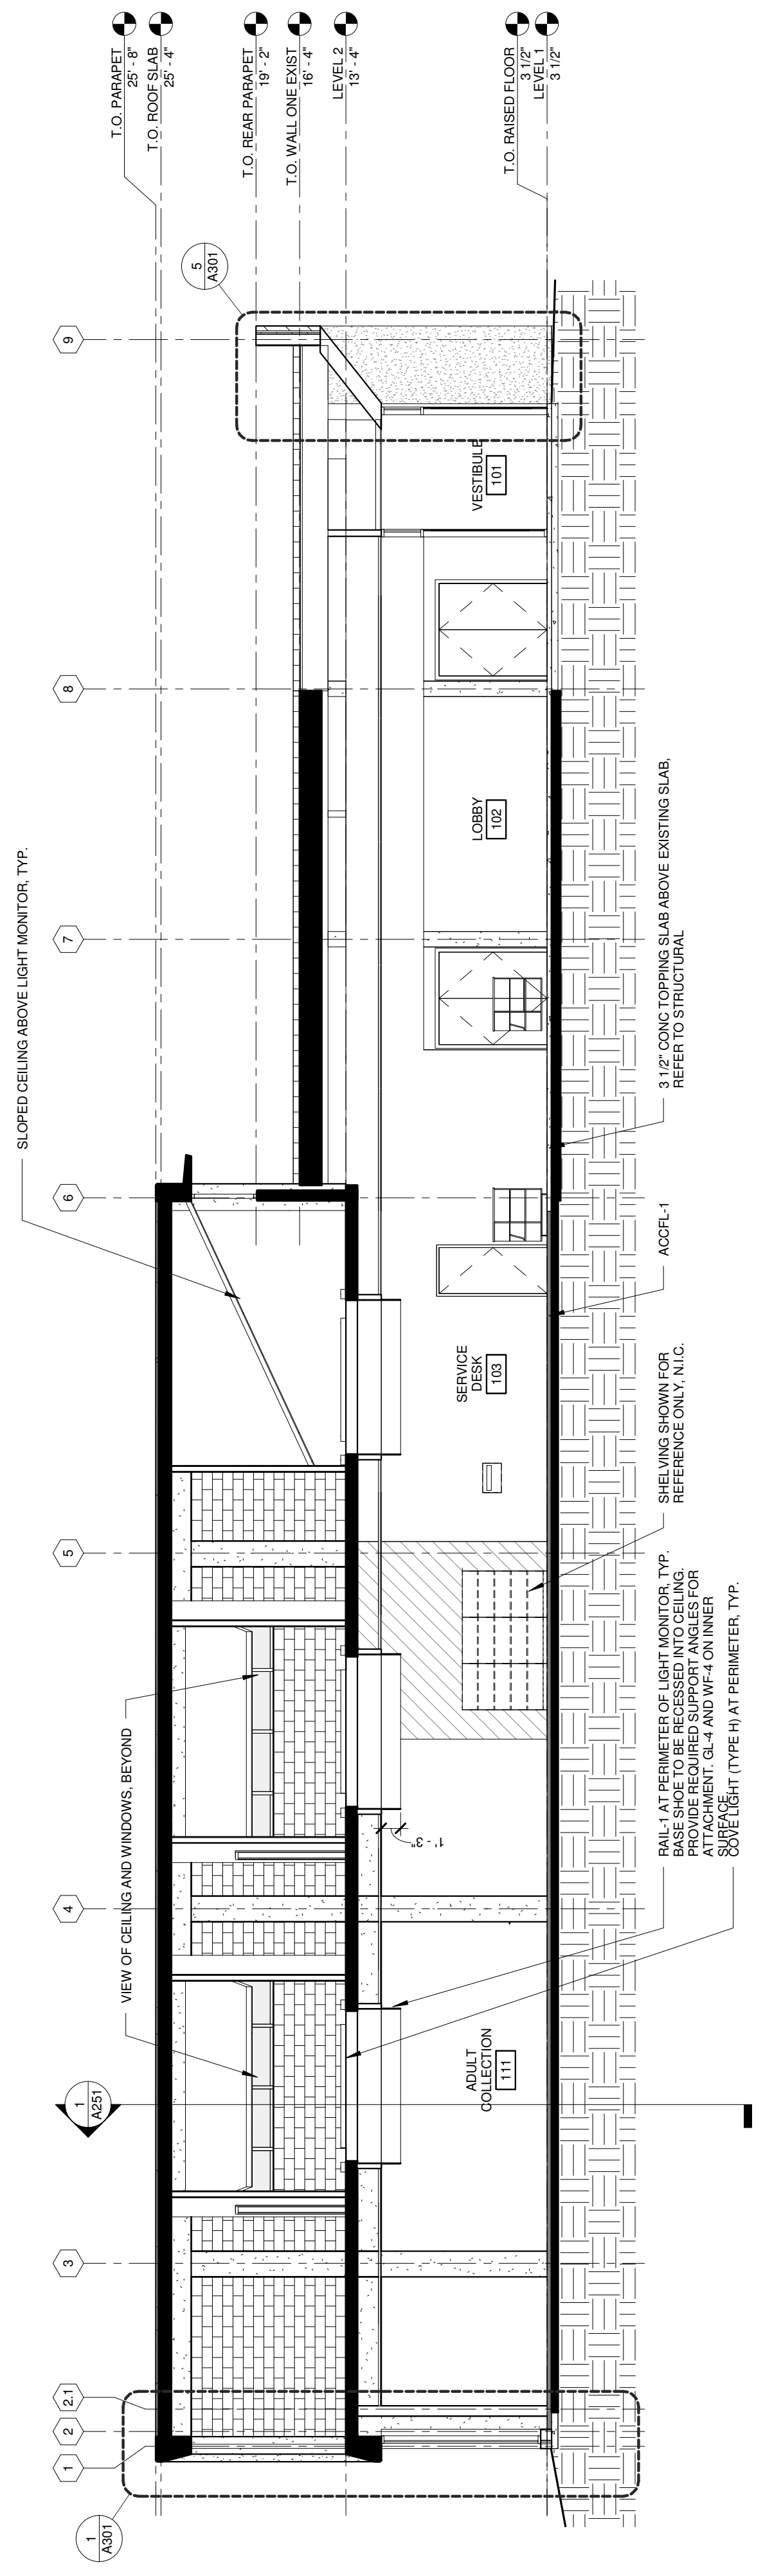 1
A301
1
2
2.1
3
4
5
6
7
8
9
1
A251
5
A301
SLOPED CEILING ABOVE LIGHT MONITOR, TYP.
VIEW OF CEILING AND WINDOWS, BEYOND
T.O. PARAPET
25' - 8"
T.O. ROOF SLAB
25' - 4"
T.O. REAR PARAPET
19' - 2"
T.O. WALL ONE EXIST
16' - 4"
LEVEL 2
13' - 4"
T.O. RAISED FLOOR
3 1/2"
LEVEL 1
3 1/2"
1' - 3"
ADULT
COLLECTION
111
SERVICE
DESK
103
LOBBY
102
VESTIBULE
101
RAIL-1 AT PERIMETER OF LIGHT MONITOR, TYP.
BASE SHOE TO BE RECESSED INTO CEILING.
PROVIDE REQUIRED SUPPORT ANGLES FOR
ATTACHMENT. GL-4 AND WF-4 ON INNER
SURFACE
COVE LIGHT (TYPE H) AT PERIMETER, TYP.
SHELVING SHOWN FOR
REFERENCE ONLY, N.I.C.
ACCFL-1
3 1/2" CONC TOPPING SLAB ABOVE EXISTING SLAB,
REFER TO STRUCTURAL